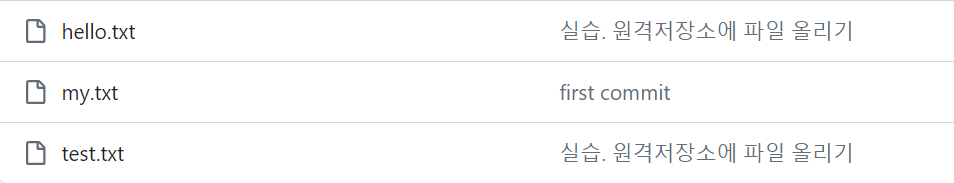 hello.txt 실습. 원격저장소에 파일 올리기
my.txt first commit
test.txt 실습. 원격저장소에 파일 올리기